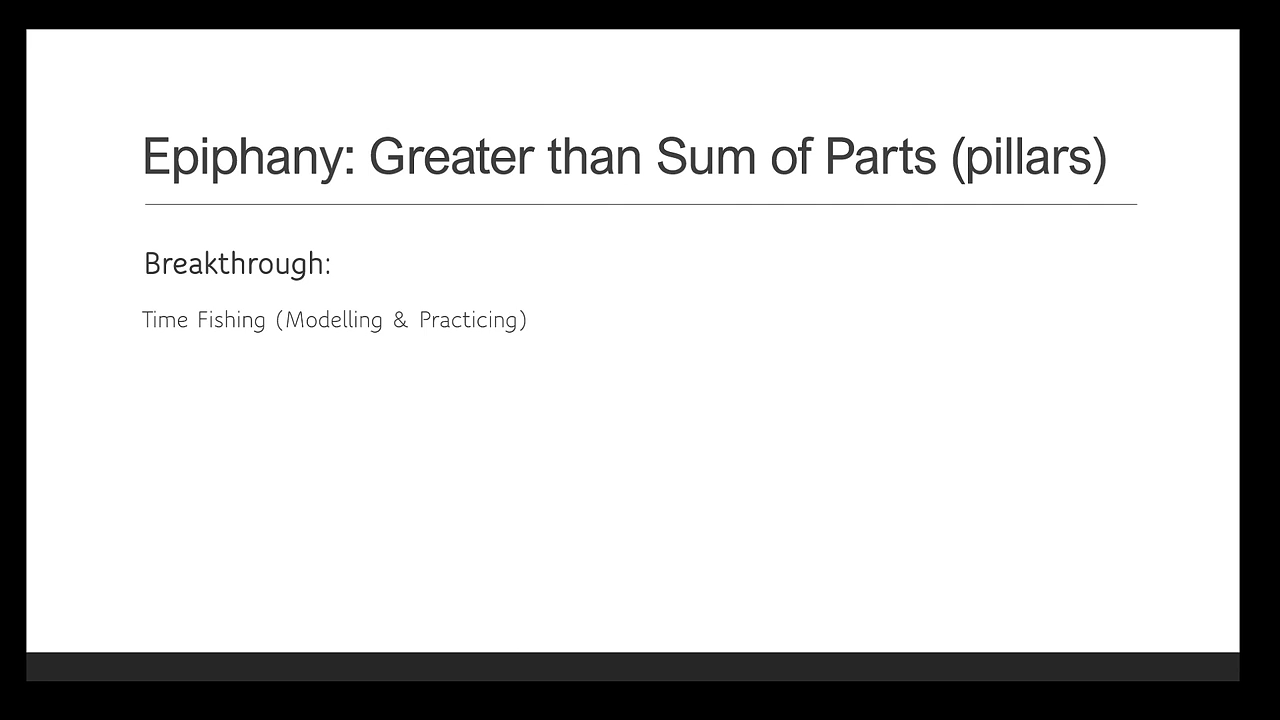 Epiphany: Greater than Sum of Parts (pillars)
Breakthrough:
Time Fishing (Modelling & Practicing)